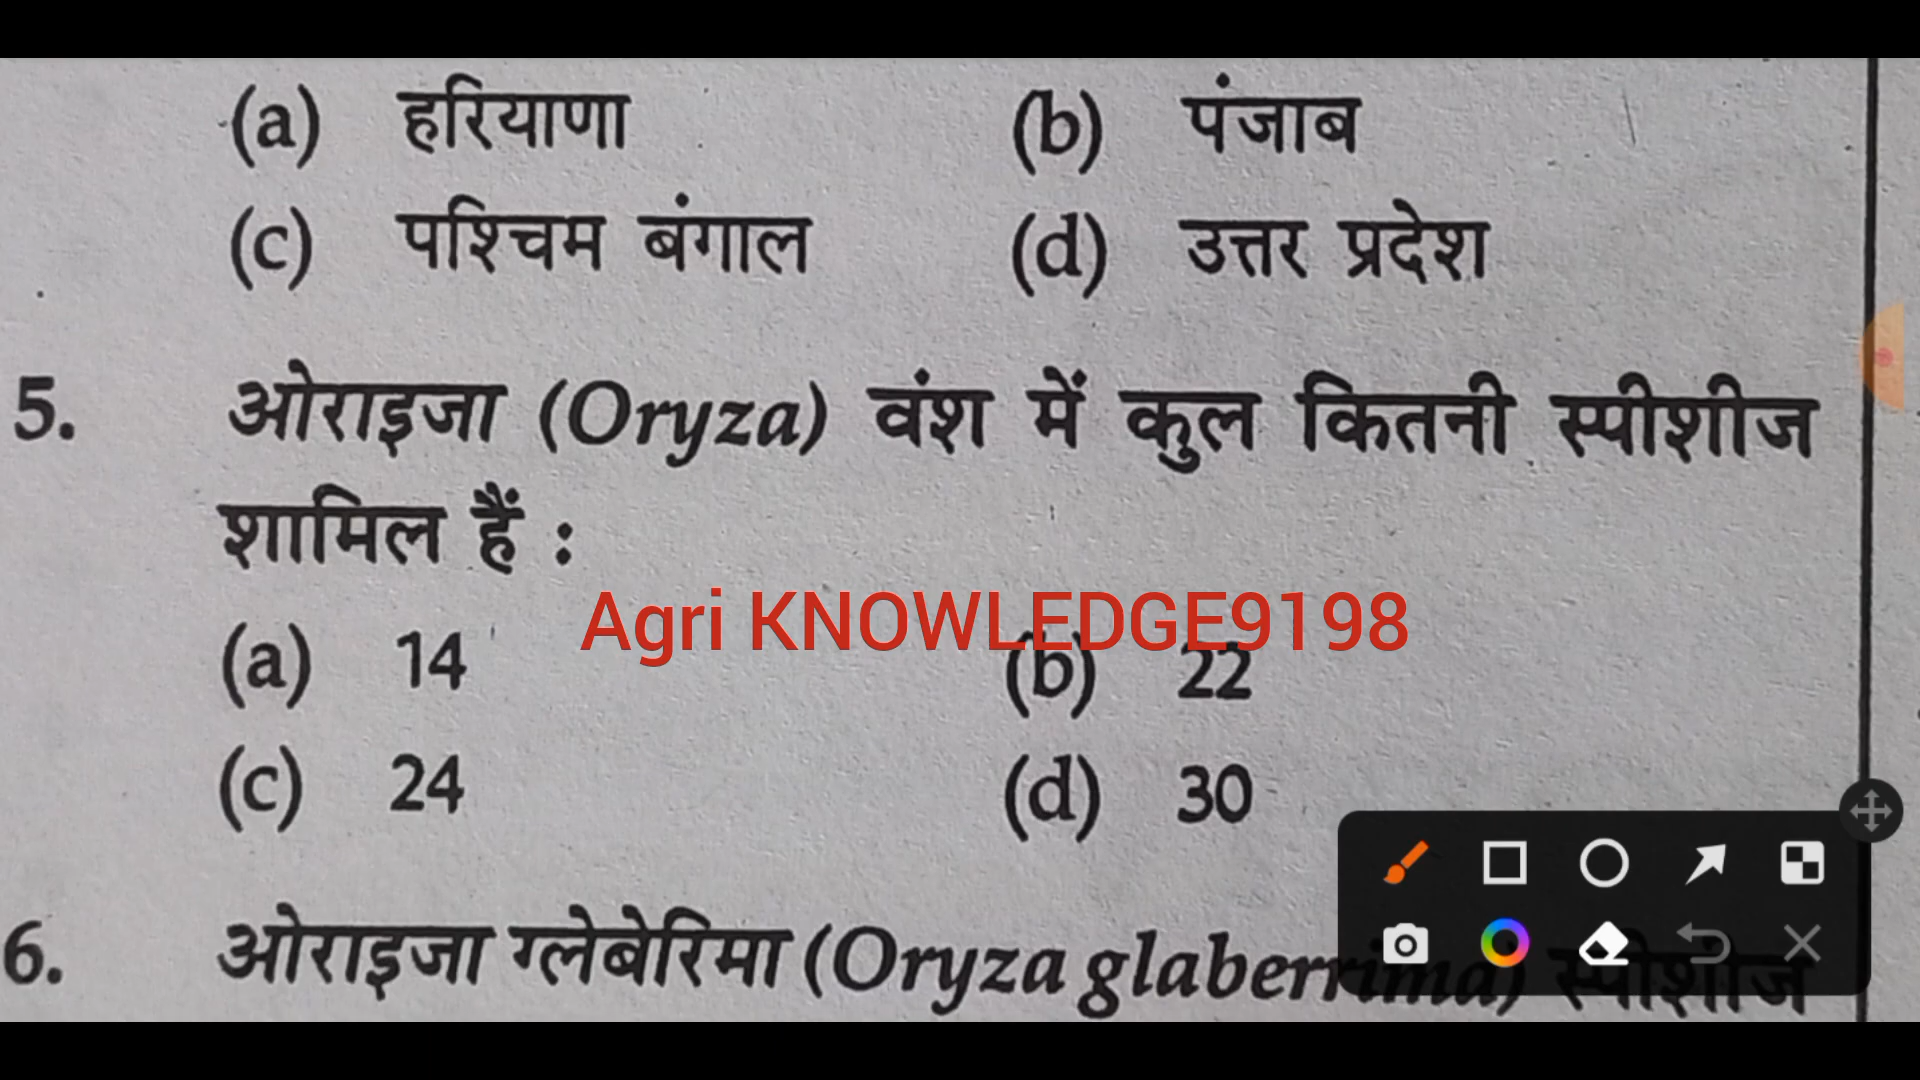 (a) हरियाणा (b) पंजाब
(c) पश्चिम बंगाल (d) उत्तर प्रदेश
5. ओराइजा (Oryza) वंश में कुल कितनी स्पीशीज
शामिल हैं :
Agri KNOWLEDGE9198
(a) 14 (b) 22
(c) 24 (d) 30
6. ओराइजा ग्लेबेरिमा (Oryza glaberrima) स्पीशीज